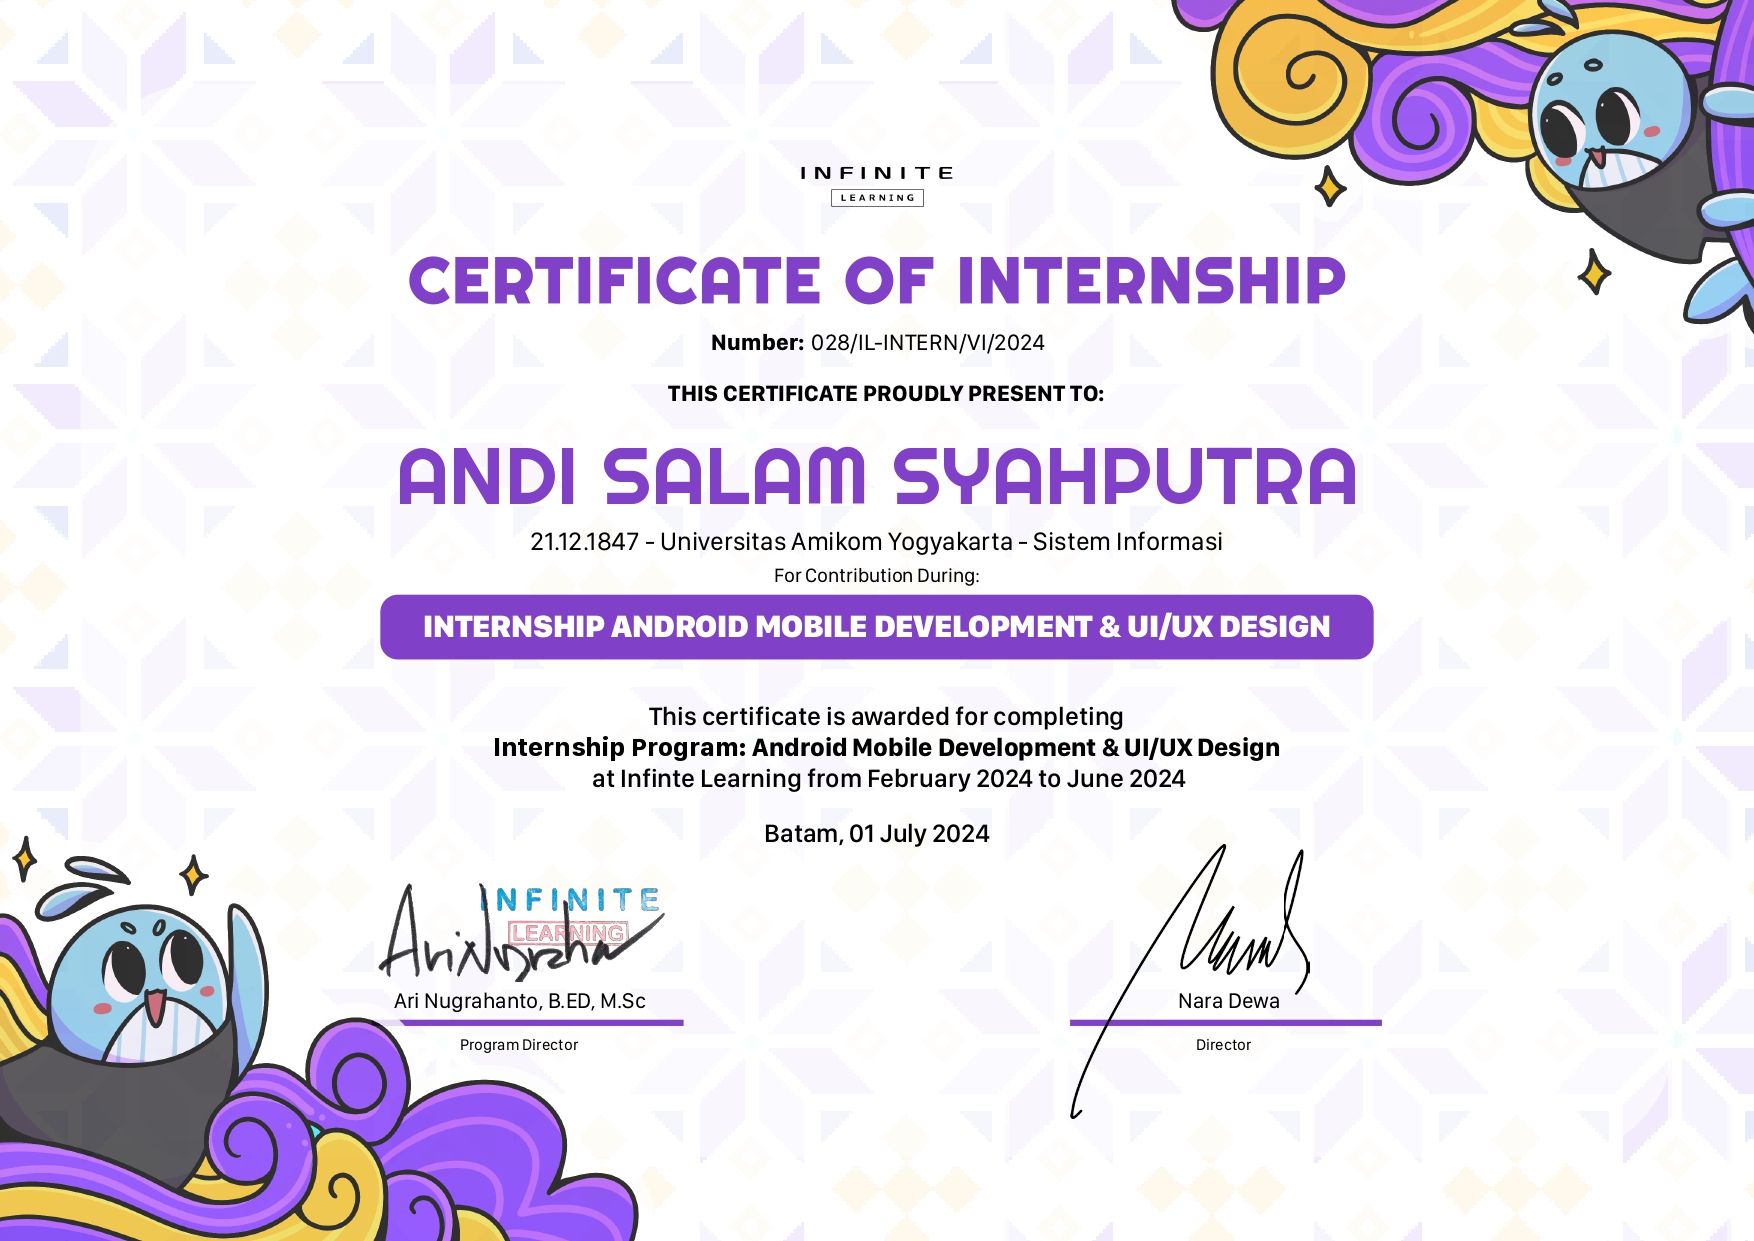 INFINITE
LEARNING
CERTIFICATE OF INTERNSHIP
Number: 028/IL-INTERN/VI/2024
THIS CERTIFICATE PROUDLY PRESENT TO:
ANDI SALAM SYAHPUTRA
21.12.1847 - Universitas Amikom Yogyakarta - Sistem Informasi
For Contribution During:
INTERNSHIP ANDROID MOBILE DEVELOPMENT & UI/UX DESIGN
This certificate is awarded for completing
Internship Program: Android Mobile Development & UI/UX Design
at Infinte Learning from February 2024 to June 2024
Batam, 01 July 2024
INFINITE
LEARNING
Ari Nugrahanto, B.ED, M.Sc
Program Director
Nara Dewa
Director